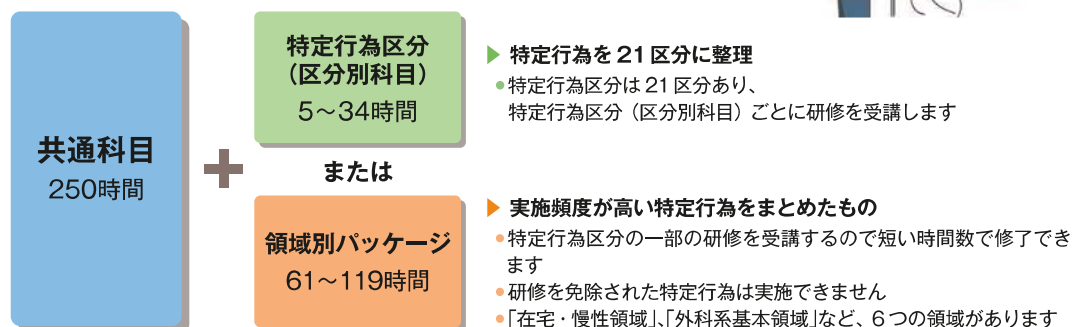 共通科目
250時間
特定行為区分
（区分別科目）
5〜34時間
または
領域別パッケージ
61〜119時間
特定行為を21区分に整理
特定行為区分は21区分あり、
特定行為区分（区分別科目）ごとに研修を受講します
実施頻度が高い特定行為をまとめたもの
特定行為区分の一部の研修を受講するので短い時間数で修了でき
ます
研修を免除された特定行為は実施できません
「在宅・慢性領域」、「外科系基本領域」など、6つの領域があります